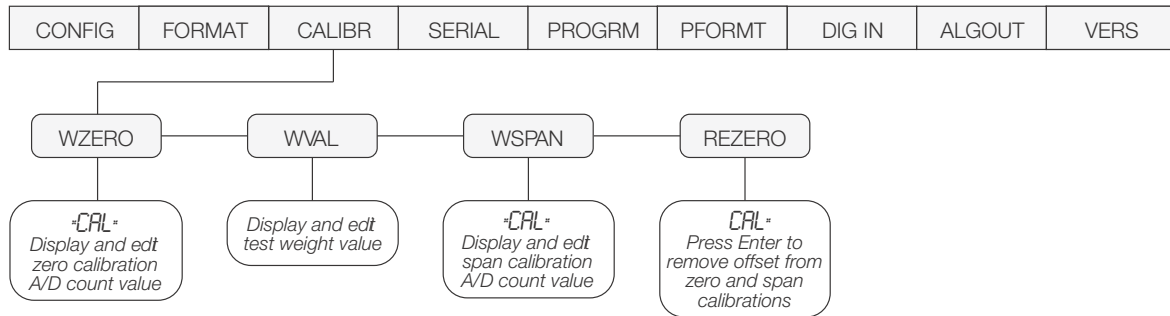 CONFIG FORMAT CALIBR SERIAL PROGRM PFORMT DIG IN ALGOUT VERS
WZERO WVAL WSPAN REZERO
*CAL*
Display and edit
zero calibration
A/D count value
Display and edit
test weight value
*CAL*
Display and edit
span calibration
A/D count value
CAL*
Press Enter to
remove offset from
zero and span
calibrations